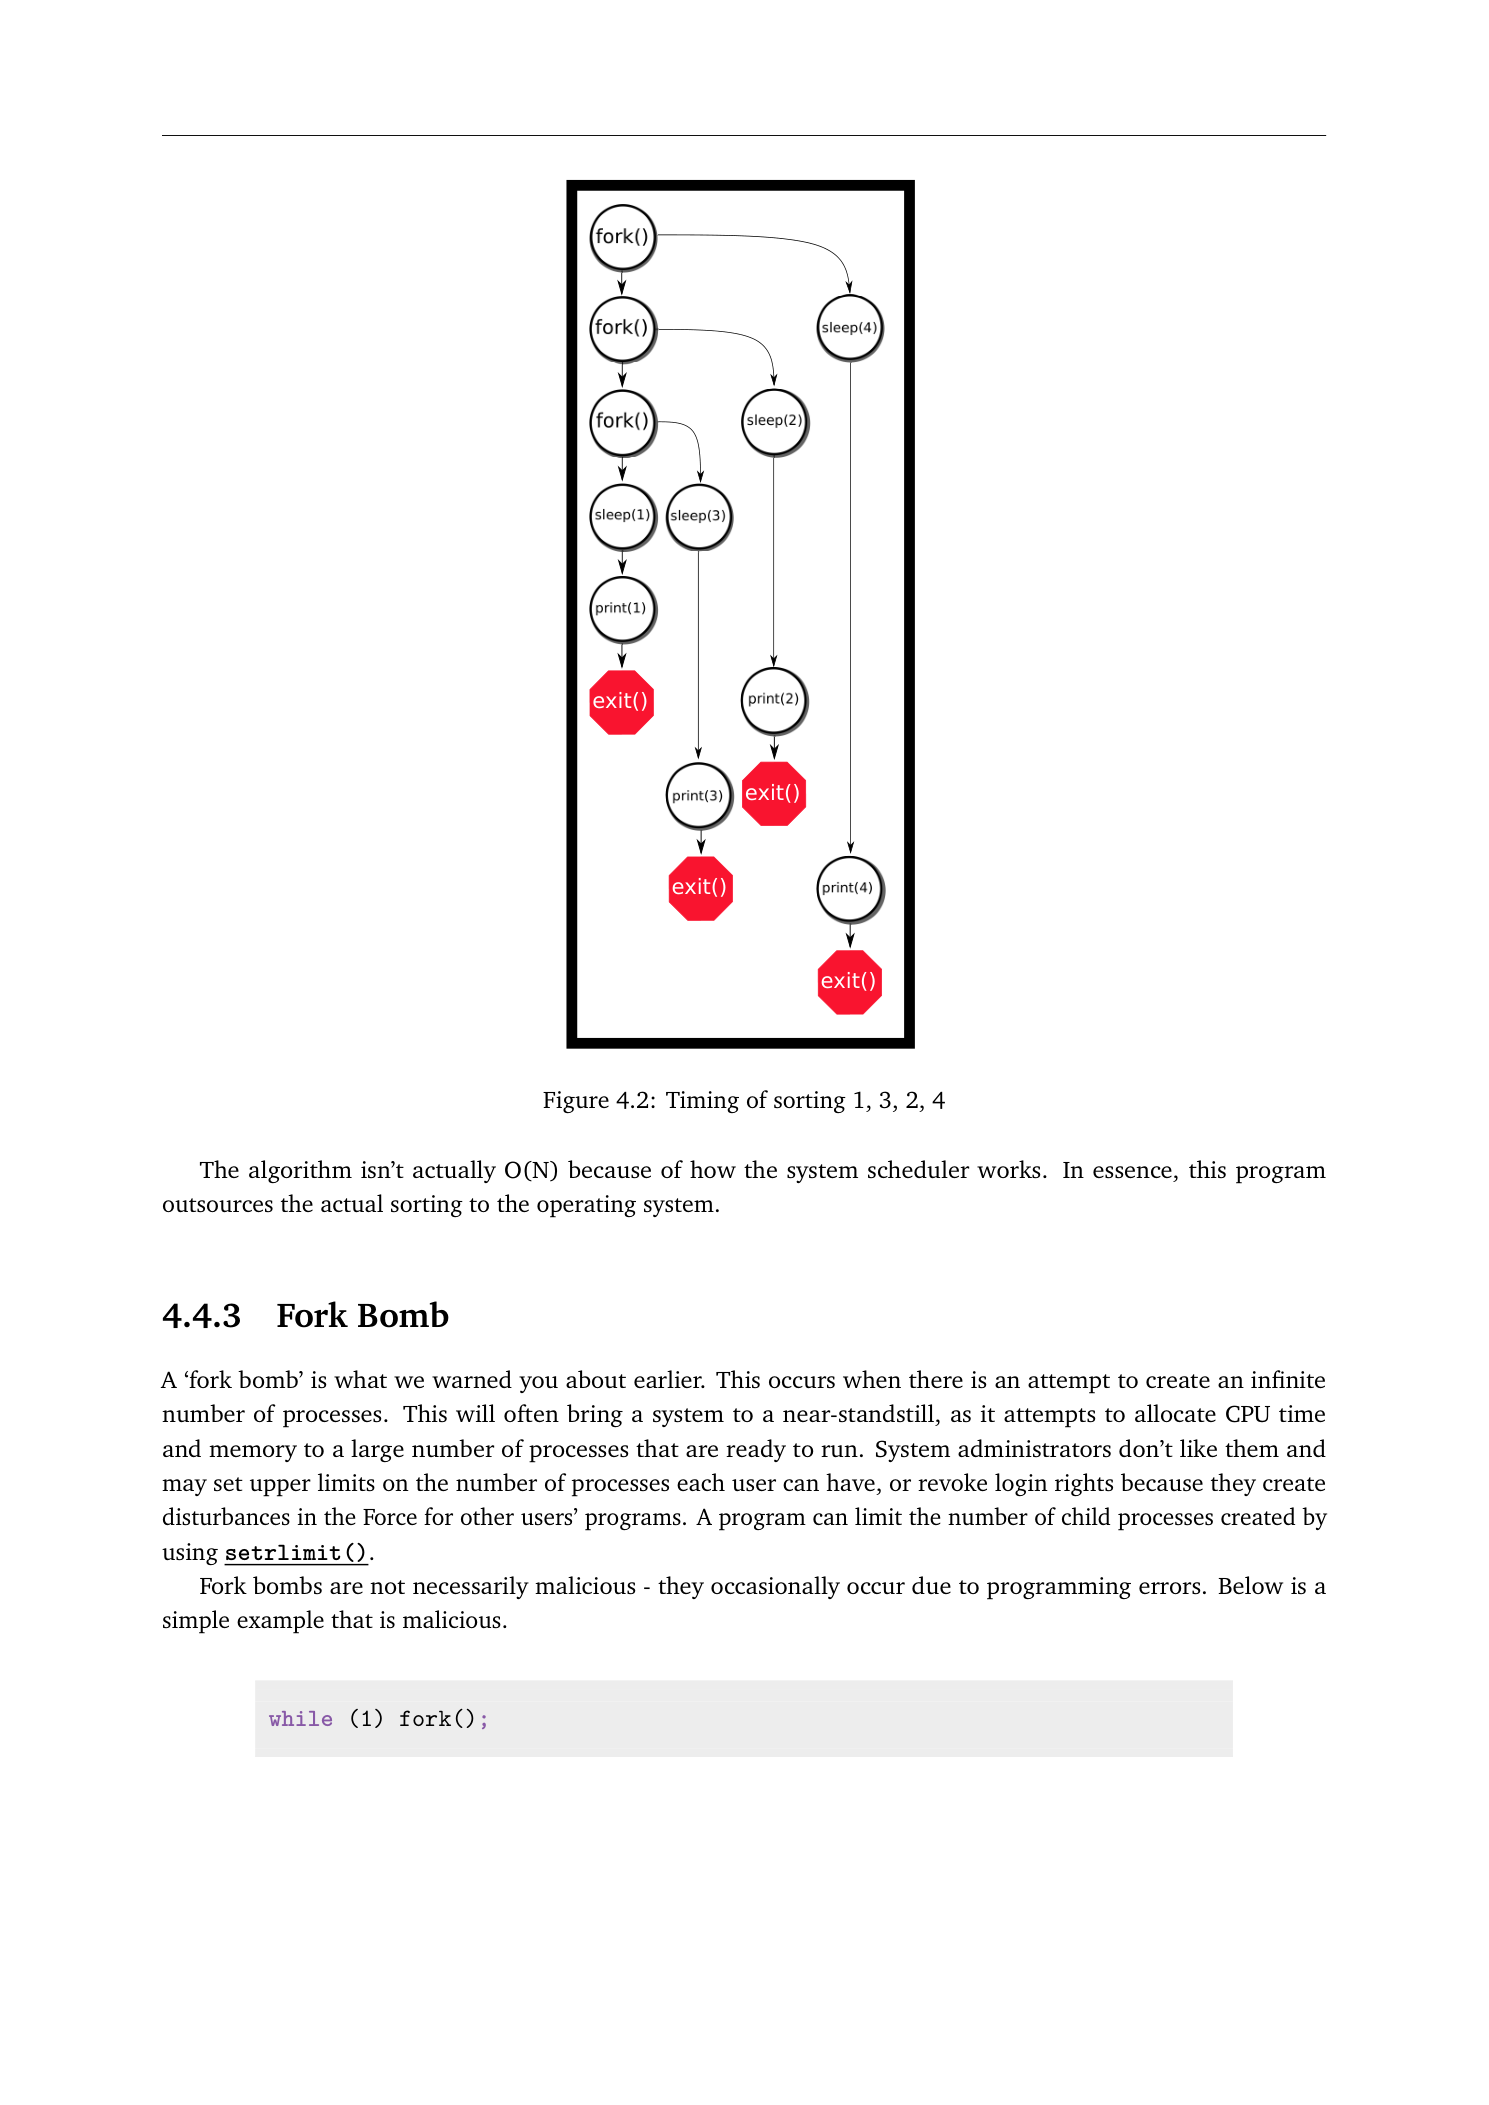 fork()
fork()
sleep(4)
fork()
sleep(2)
sleep(1)
sleep(3)
print(1)
exit()
print(2)
print(3)
exit()
exit()
print(4)
exit()
Figure 4.2: Timing of sorting 1, 3, 2, 4
The algorithm isn’t actually O(N) because of how the system scheduler works. In essence, this program
outsources the actual sorting to the operating system.
4.4.3 Fork Bomb
A ‘fork bomb’ is what we warned you about earlier. This occurs when there is an attempt to create an infinite
number of processes. This will often bring a system to a near-standstill, as it attempts to allocate CPU time
and memory to a large number of processes that are ready to run. System administrators don’t like them and
may set upper limits on the number of processes each user can have, or revoke login rights because they create
disturbances in the Force for other users’ programs. A program can limit the number of child processes created by
using setrlimit().
Fork bombs are not necessarily malicious - they occasionally occur due to programming errors. Below is a
simple example that is malicious.
while (1) fork();